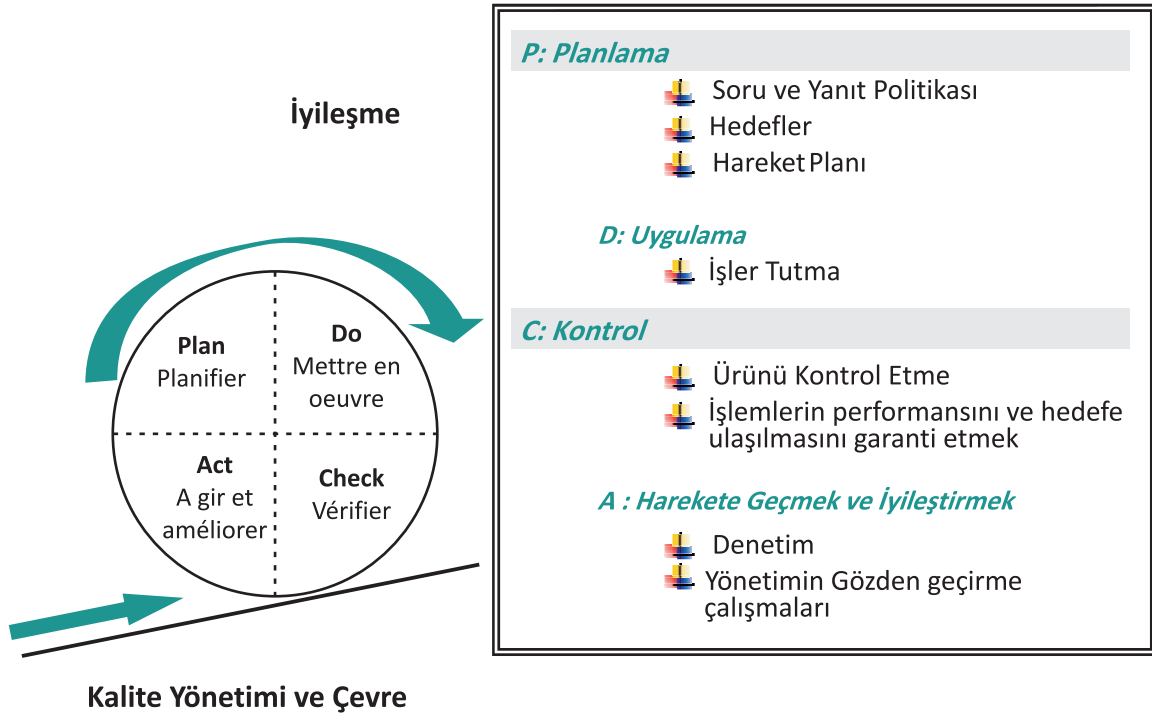 İyileşme
Plan
Planifier
Do
Mettre en
oeuvre
Act
A gir et
améliorer
Check
Vérifier
Kalite Yönetimi ve Çevre
P: Planlama
Soru ve Yanıt Politikası
Hedefler
Hareket Planı
D: Uygulama
İşler Tutma
C: Kontrol
Ürünü Kontrol Etme
İşlemlerin performansını ve hedefe
ulaşılmasını garanti etmek
A : Harekete Geçmek ve İyileştirmek
Denetim
Yönetimin Gözden geçirme
çalışmaları